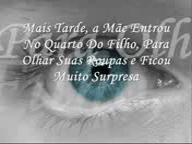 Mais Tarde, a Mãe Entrou
No Quarto Do Filho, Para
Olhar Suas Roupas e Ficou
Muito Surpresa